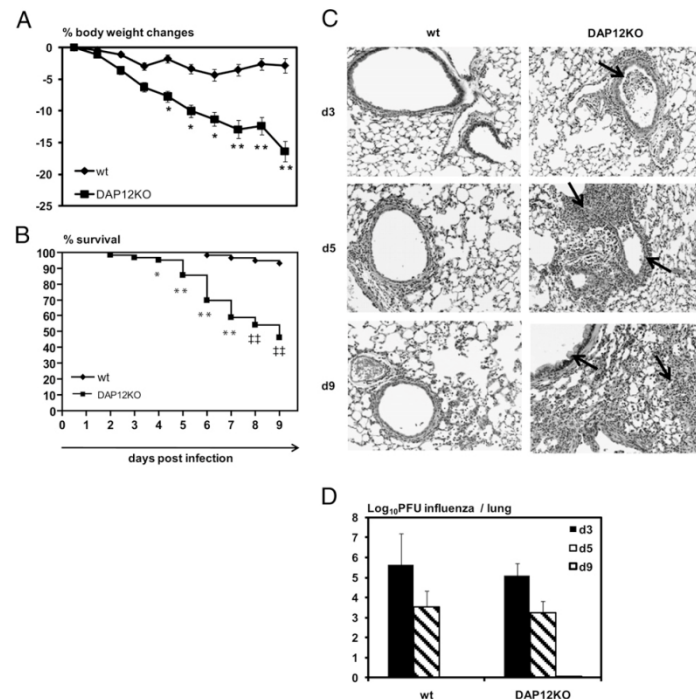 A
% body weight changes
0
-5
-10
-15
-20
-25
* * * ** ** **
wt
DAP12KO
B
% survival
100
90
80
70
60
50
40
30
20
10
0
* ** ** ** ‡‡ ‡‡
wt
DAP12KO
0 1 2 3 4 5 6 7 8 9
days post infection
C
wt DAP12KO
d3
d5
d9
D
Log₁₀PFU influenza / lung
8
7
6
5
4
3
2
1
0
d3
d5
d9
wt DAP12KO